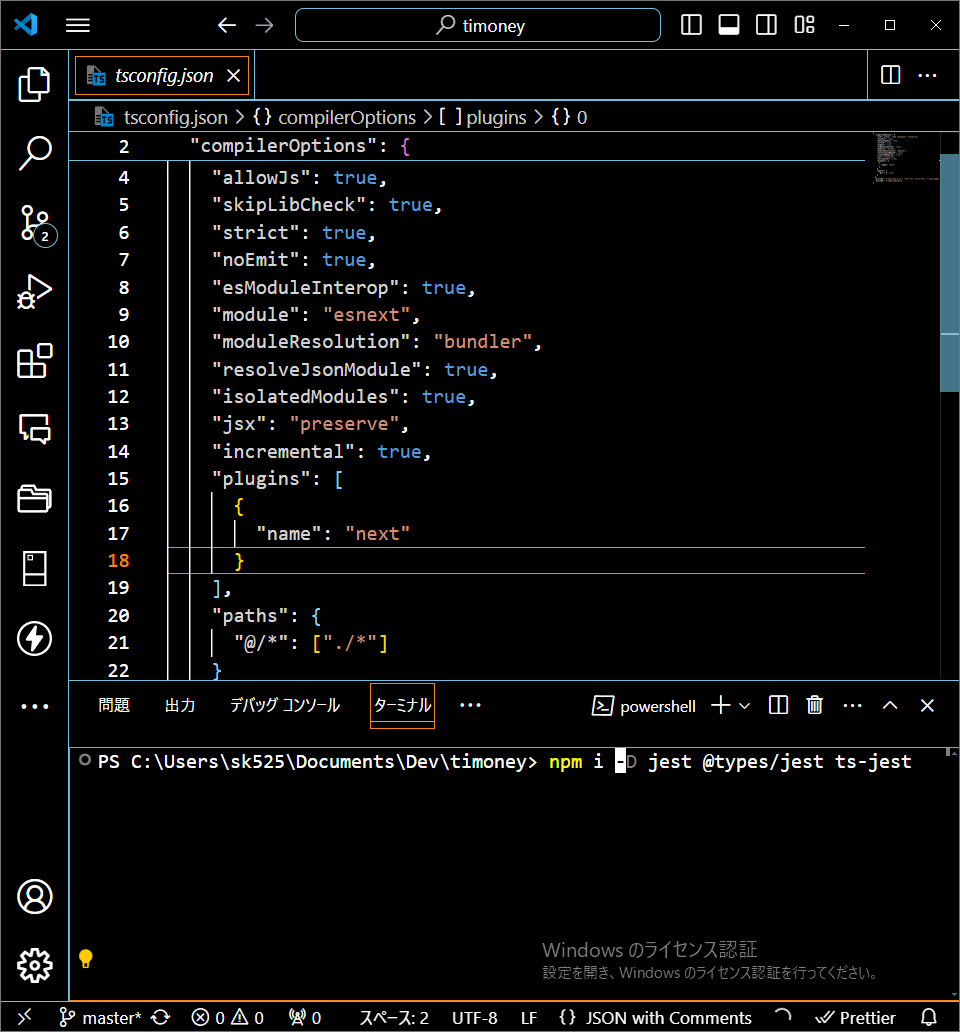 timoney
tsconfig.json
tsconfig.json > {} compilerOptions > [ ] plugins > {} 0
2 "compilerOptions": {
4 "allowJs": true,
5 "skipLibCheck": true,
6 "strict": true,
7 "noEmit": true,
8 "esModuleInterop": true,
9 "module": "esnext",
10 "moduleResolution": "bundler",
11 "resolveJsonModule": true,
12 "isolatedModules": true,
13 "jsx": "preserve",
14 "incremental": true,
15 "plugins": [
16 {
17 "name": "next"
18 }
19 ],
20 "paths": {
21 "@/*": ["./*"]
22 }
2
問題 出力 デバッグ コンソール ターミナル ··· powershell
PS C:\Users\sk525\Documents\Dev\timoney> npm i -D jest @types/jest ts-jest
Windows のライセンス認証
設定を開き、Windows のライセンス認証を行ってください。
master* 0 0 0 スペース: 2 UTF-8 LF {} JSON with Comments Prettier